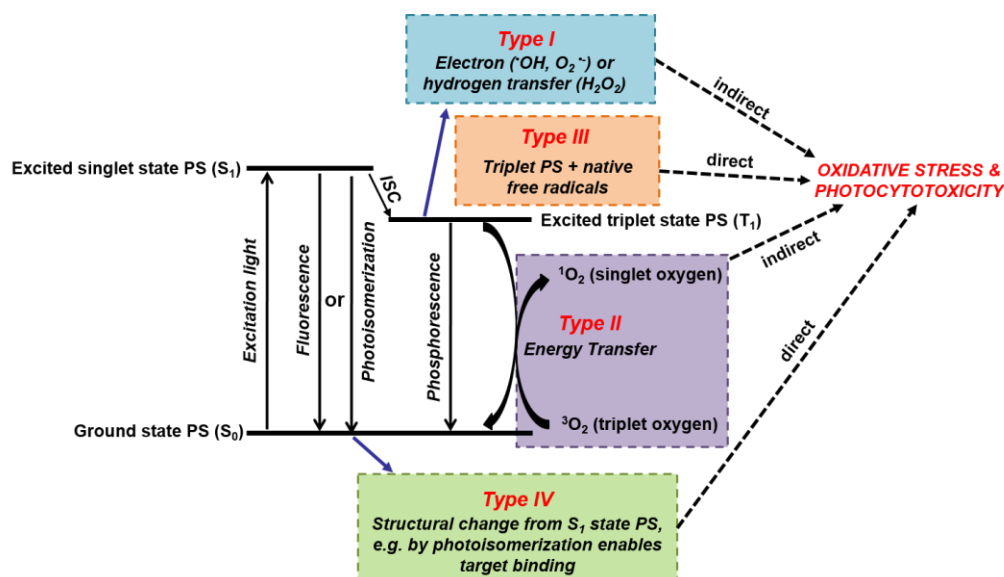 Type I
Electron (•OH, O₂•-) or
hydrogen transfer (H₂O₂)
indirect
Type III
Triplet PS + native
free radicals
direct
OXIDATIVE STRESS &
PHOTOCYTOTOXICITY
Excited singlet state PS (S₁)
ISC
Excited triplet state PS (T₁)
Excitation light
Fluorescence
or
Photoisomerization
Phosphorescence
¹O₂ (singlet oxygen)
indirect
Type II
Energy Transfer
³O₂ (triplet oxygen)
direct
Ground state PS (S₀)
Type IV
Structural change from S₁ state PS,
e.g. by photoisomerization enables
target binding